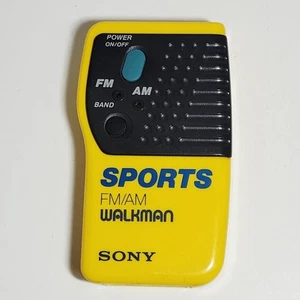 POWER
ON/OFF
FM AM
BAND
SPORTS
FM/AM
WALKMAN
SONY